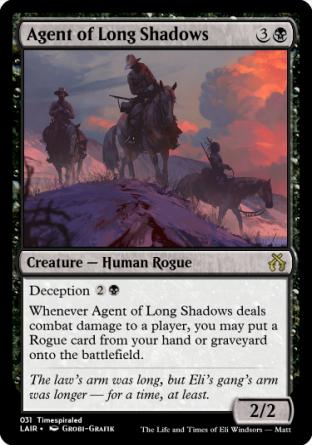 Agent of Long Shadows 3
Creature — Human Rogue
Deception 2
Whenever Agent of Long Shadows deals
combat damage to a player, you may put a
Rogue card from your hand or graveyard
onto the battlefield.
The law's arm was long, but Eli's gang's arm
was longer — for a time, at least.
2/2
031 Timespiraled
LAIR • Grobi-Grafik The Life and Times of Eli Windsors — Matt